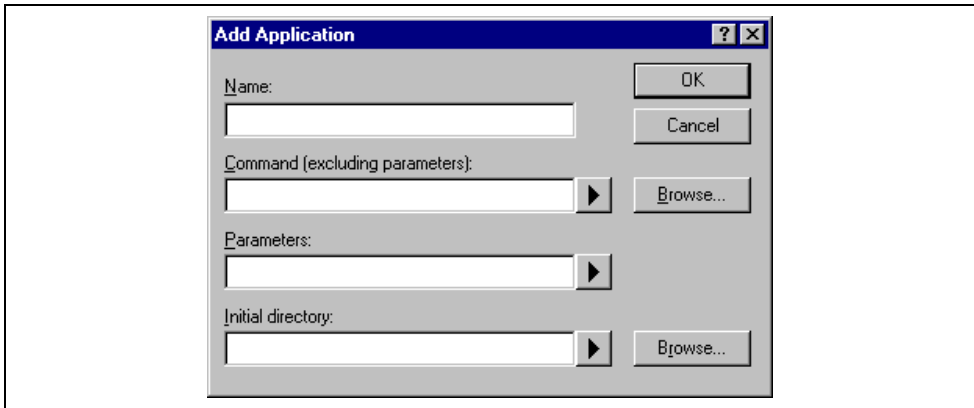 Add Application
Name:
OK
Cancel
Command (excluding parameters):
Browse...
Parameters:
Initial directory:
Browse...